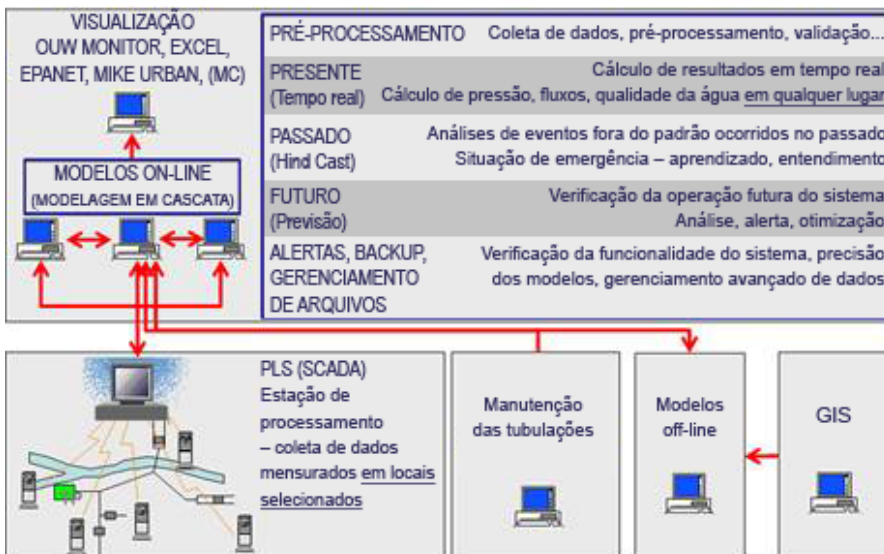 VISUALIZAÇÃO
OUW MONITOR, EXCEL,
EPANET, MIKE URBAN, (MC)
MODELOS ON-LINE
(MODELAGEM EM CASCATA)
PRÉ-PROCESSAMENTO Coleta de dados, pré-processamento, validação...
PRESENTE Cálculo de resultados em tempo real
(Tempo real) Cálculo de pressão, fluxos, qualidade da água em qualquer lugar
PASSADO Análises de eventos fora do padrão ocorridos no passado
(Hind Cast) Situação de emergência – aprendizado, entendimento
FUTURO Verificação da operação futura do sistema
(Previsão) Análise, alerta, otimização
ALERTAS, BACKUP, Verificação da funcionalidade do sistema, precisão
GERENCIAMENTO dos modelos, gerenciamento avançado de dados
DE ARQUIVOS
PLS (SCADA)
Estação de
processamento
– coleta de dados
mensurados em locais
selecionados
Manutenção
das tubulações
Modelos
off-line
GIS